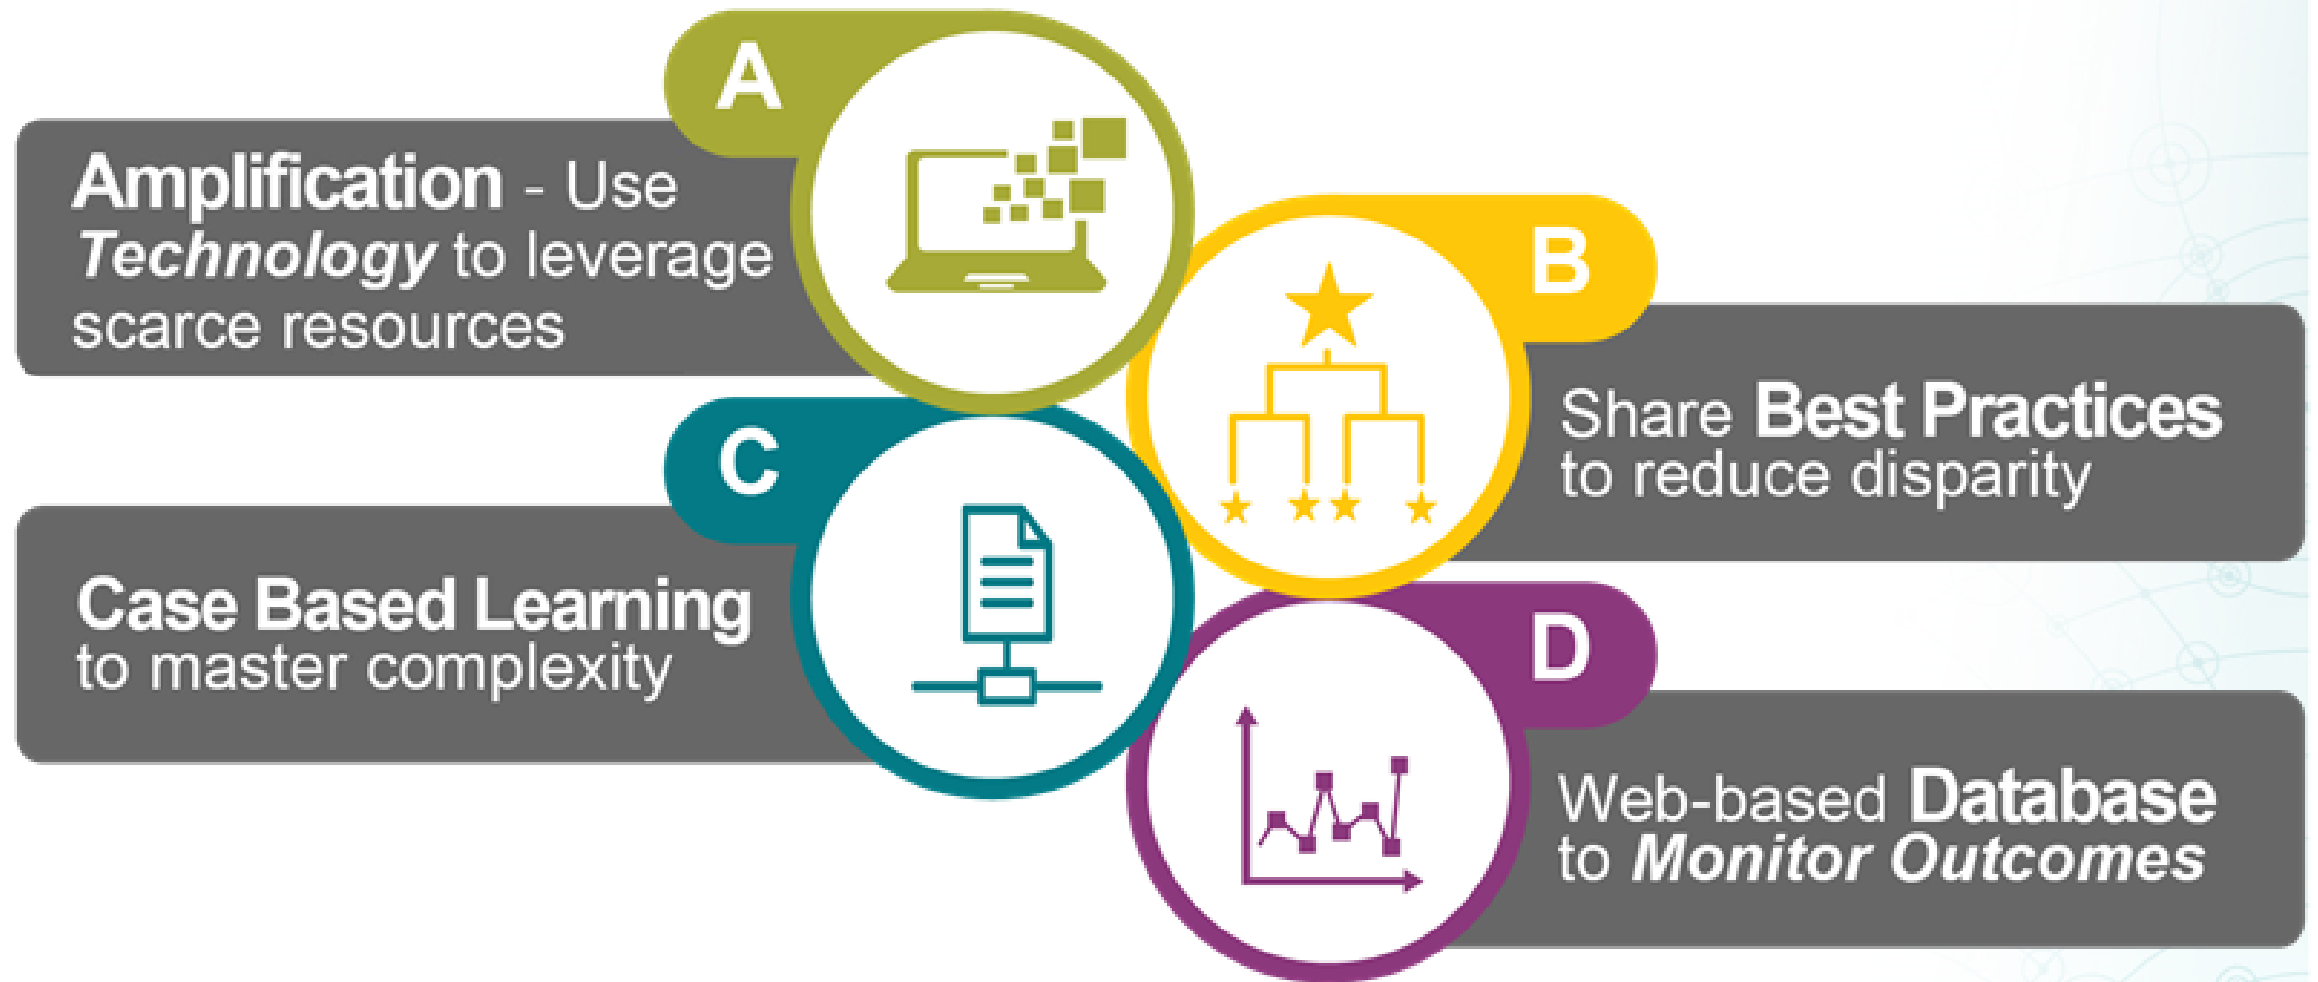 A
Amplification - Use
Technology to leverage
scarce resources
B
Share Best Practices
to reduce disparity
C
Case Based Learning
to master complexity
D
Web-based Database
to Monitor Outcomes